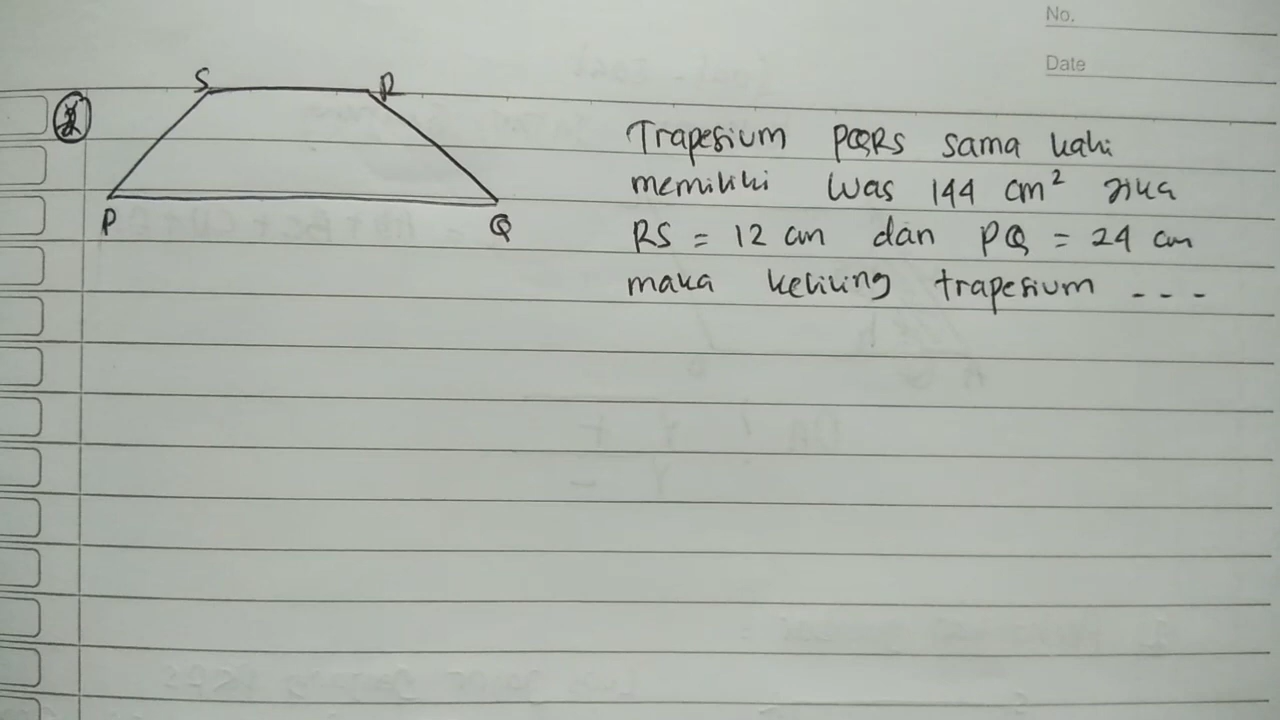 No.
Date
S R
P Q
Trapesium PQRS sama kaki
memiliki luas 144 cm² jika
RS = 12 cm dan PQ = 24 cm
maka keliling trapesium ---